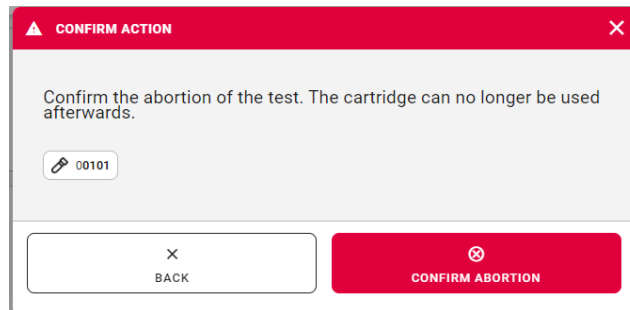 CONFIRM ACTION
Confirm the abortion of the test. The cartridge can no longer be used
afterwards.
00101
BACK
CONFIRM ABORTION